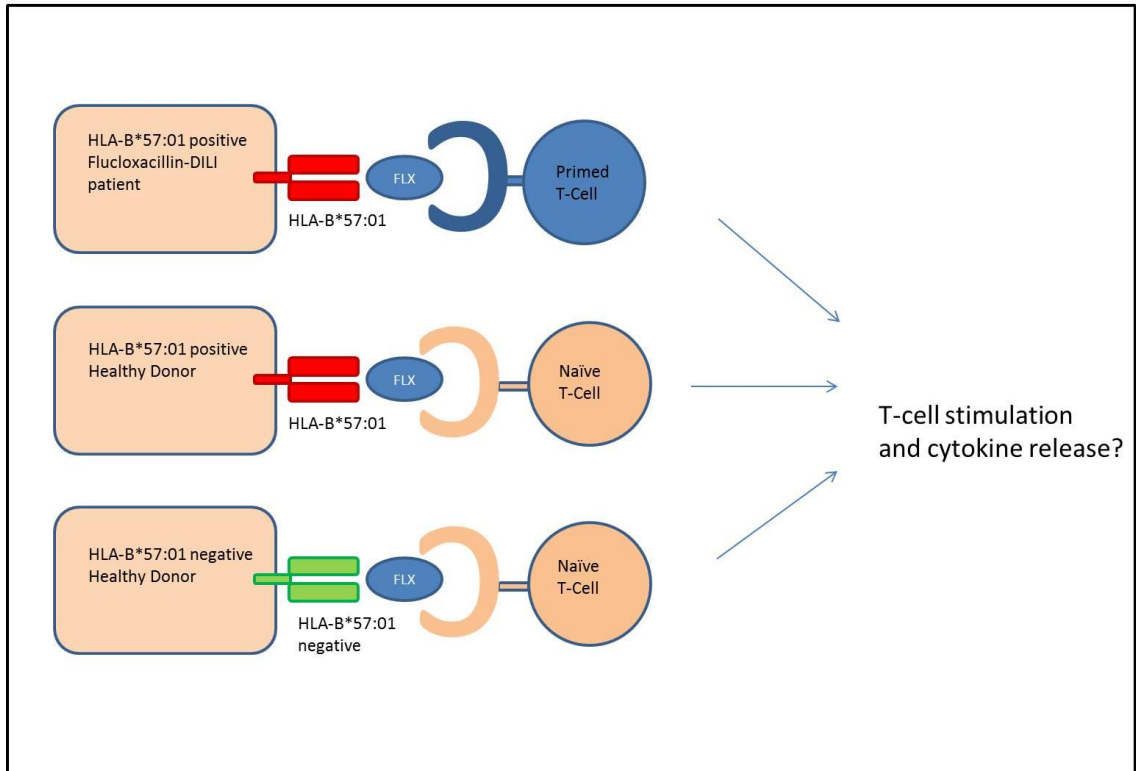 HLA-B*57:01 positive
Flucloxacillin-DILI
patient
HLA-B*57:01
FLX
Primed
T-Cell
HLA-B*57:01 positive
Healthy Donor
HLA-B*57:01
FLX
Naïve
T-Cell
T-cell stimulation
and cytokine release?
HLA-B*57:01 negative
Healthy Donor
HLA-B*57:01
negative
FLX
Naïve
T-Cell